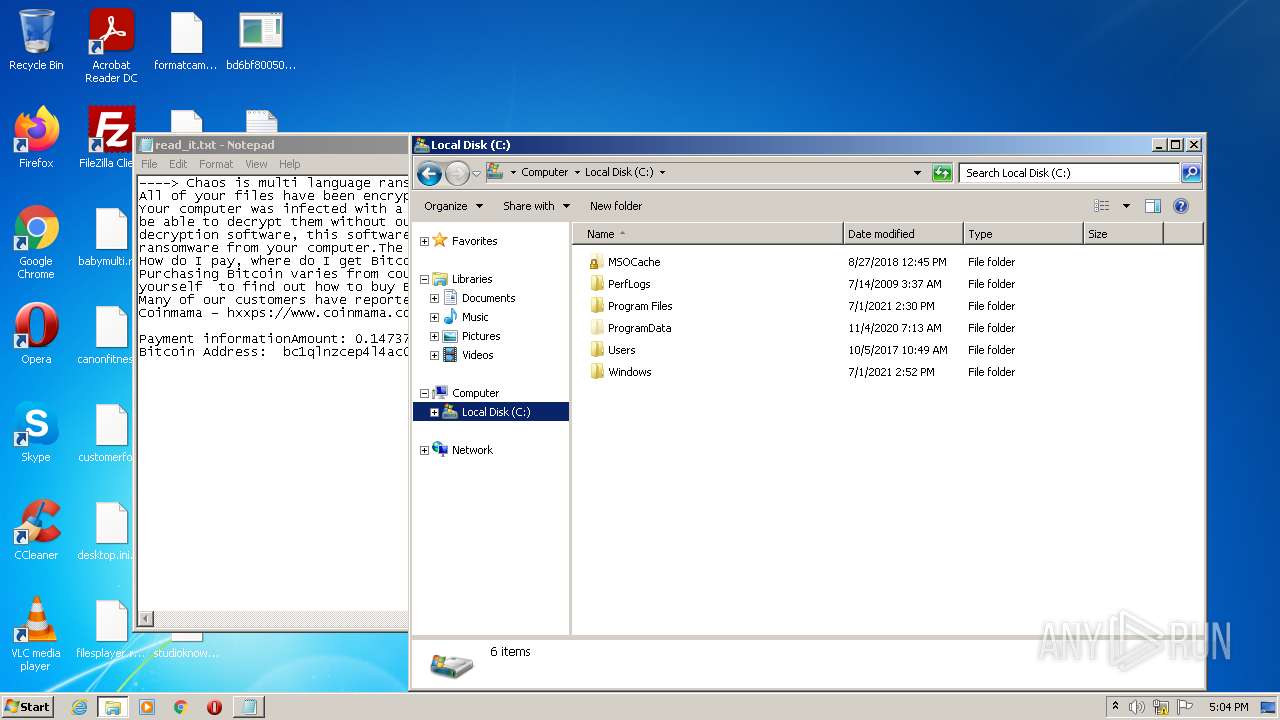 Recycle Bin
Acrobat
Reader DC
formatcam...
bd6bf80050...
Firefox
FileZilla Clie
Google
Chrome
babymulti.r
Opera
canonfitnes
Skype
customerfo
CCleaner
desktop.ini.
VLC media
player
filesplayer.r...
studioknow...
read_it.txt - Notepad
File Edit Format View Help
----> Chaos is multi language rans
All of your files have been encryp
Your computer was infected with a
be able to decrypt them without ou
decryption software, this software
ransomware from your computer.The
How do I pay, where do I get Bitco
Purchasing Bitcoin varies from cou
yourself to find out how to buy B
Many of our customers have reporte
Coinmama - hxxps://www.coinmama.co
Payment informationAmount: 0.14737
Bitcoin Address: bc1qlnzcep4l4ac0
Local Disk (C:)
Computer Local Disk (C:)
Search Local Disk (C:)
Organize Share with New folder
Favorites
Libraries
Documents
Music
Pictures
Videos
Computer
Local Disk (C:)
Network
Name Date modified Type Size
MSOCache 8/27/2018 12:45 PM File folder
PerfLogs 7/14/2009 3:37 AM File folder
Program Files 7/1/2021 2:30 PM File folder
ProgramData 11/4/2020 7:13 AM File folder
Users 10/5/2017 10:49 AM File folder
Windows 7/1/2021 2:52 PM File folder
6 items
ANY RUN
Start
5:04 PM